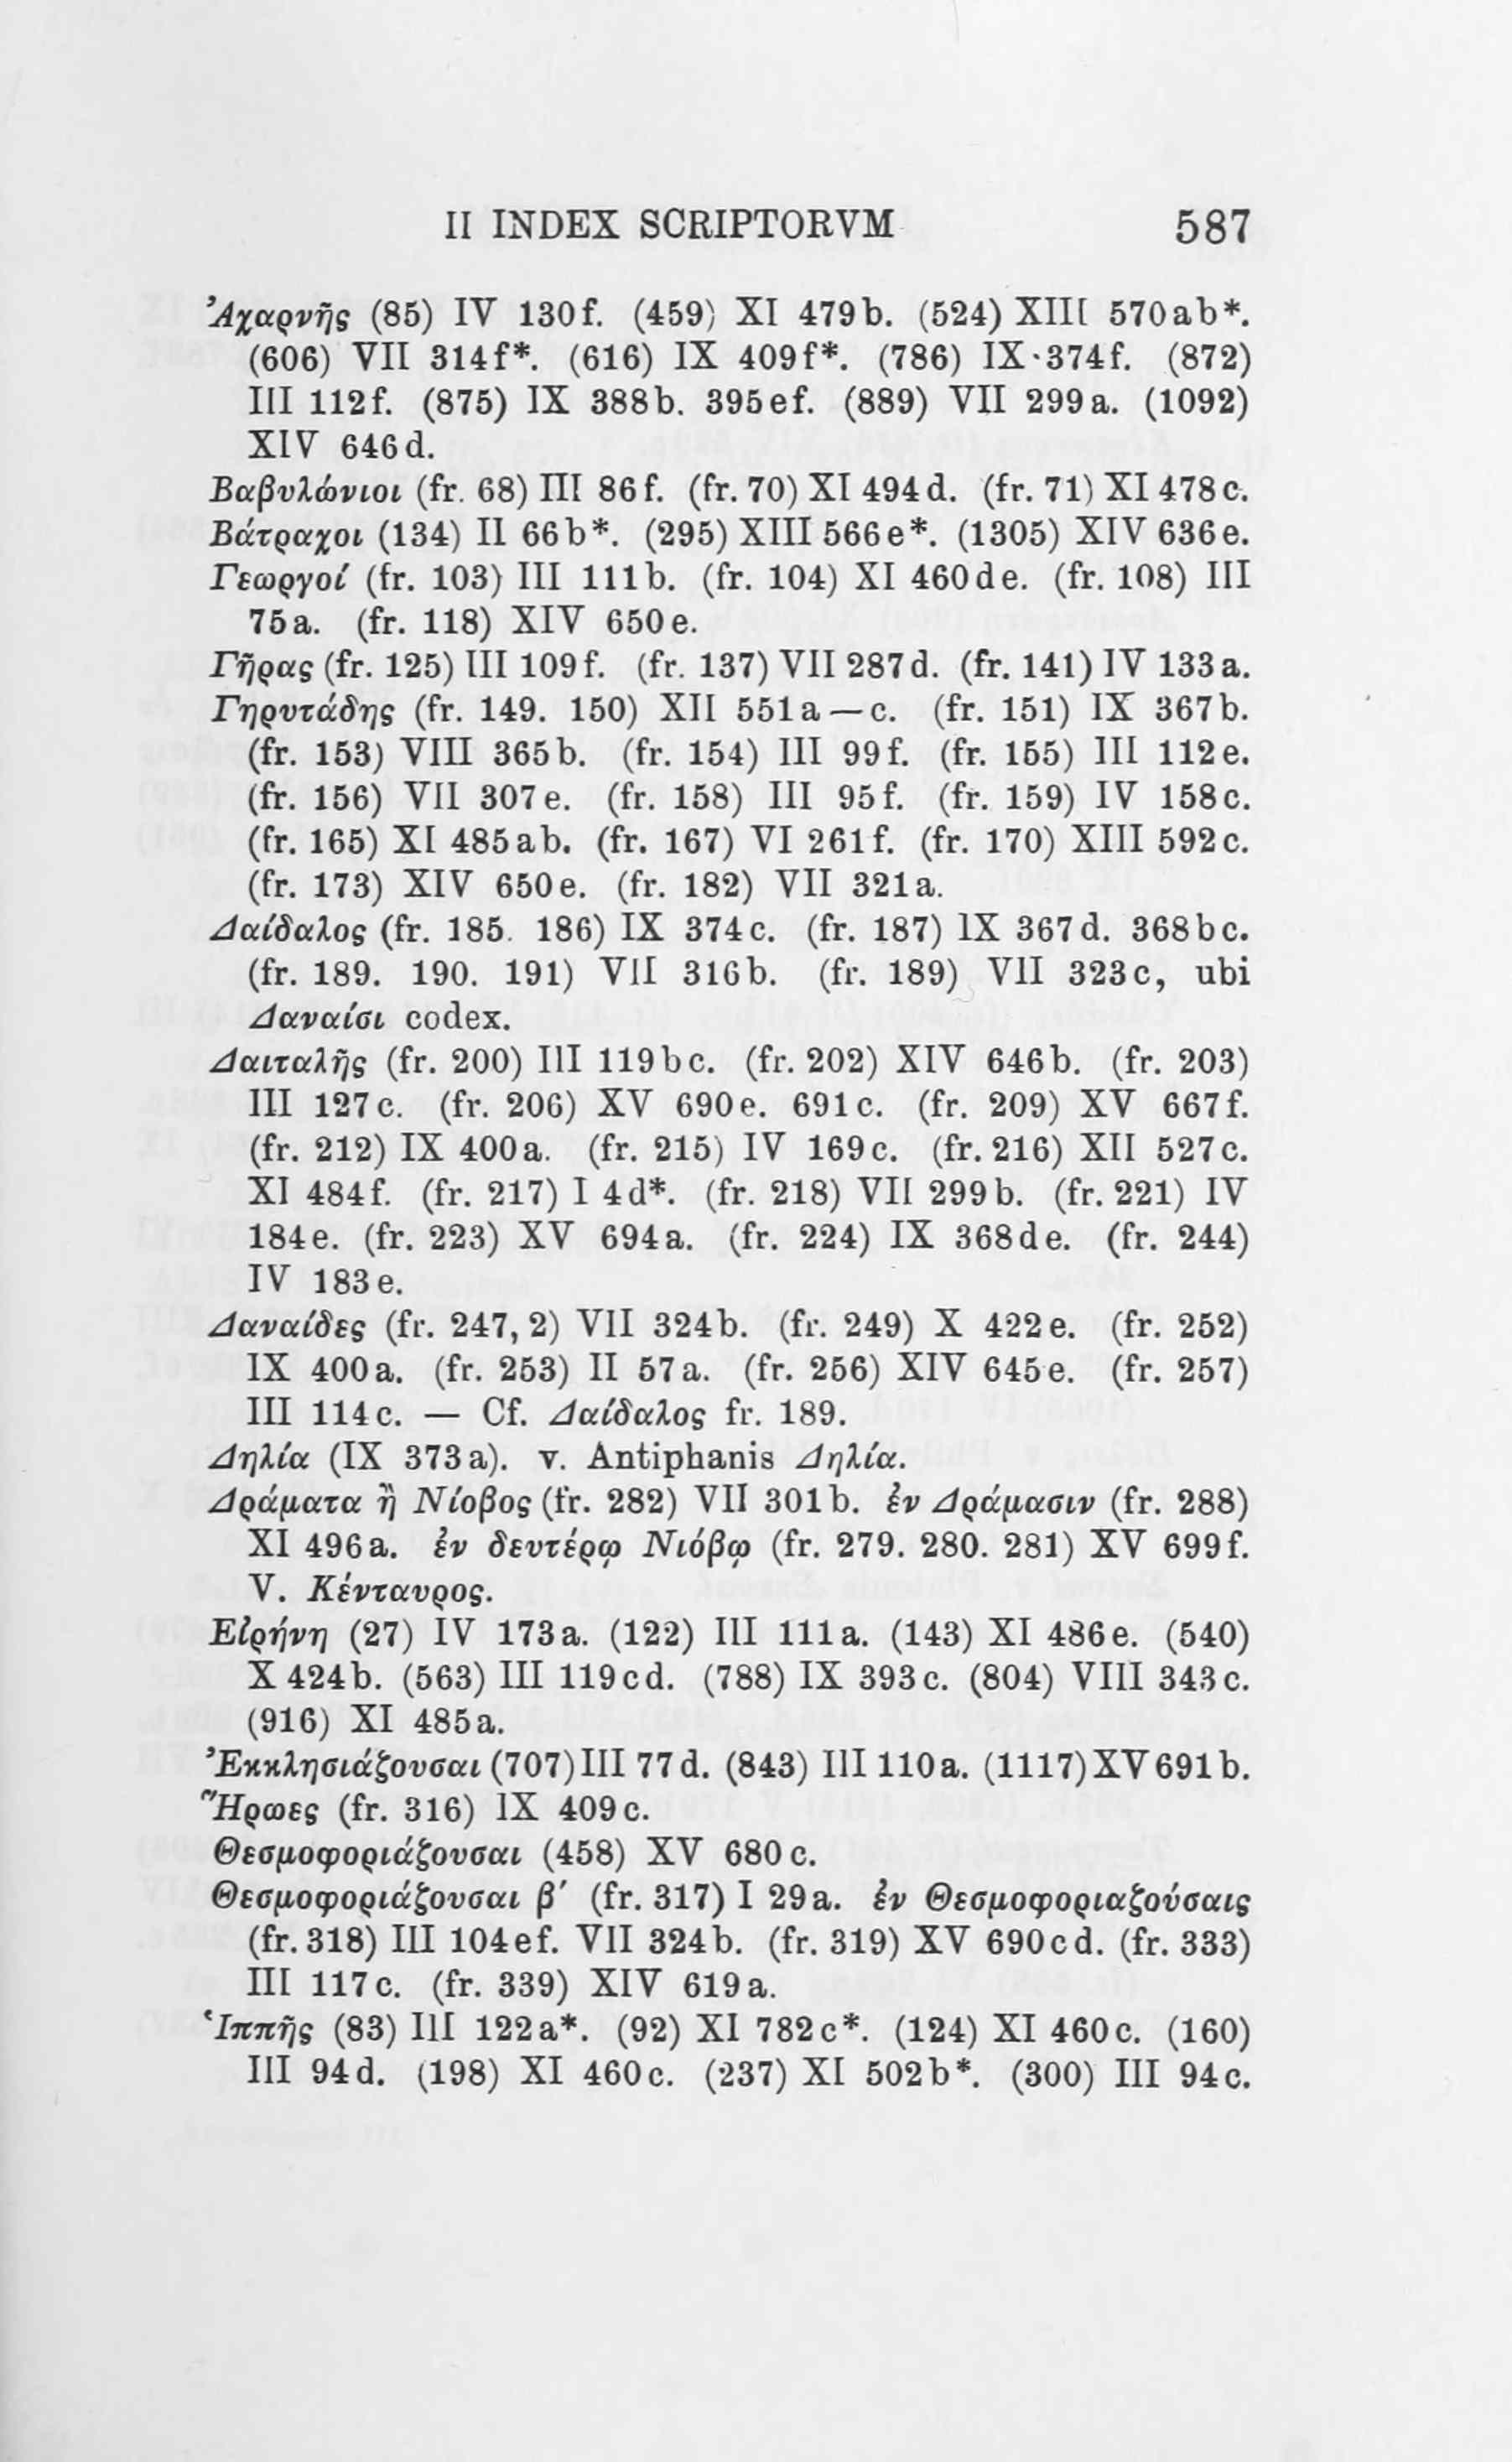 II INDEX SCRIPTORVM 587
Ἀχαρνῆς (85) IV 130f. (459) XI 479b. (524) XIII 570ab*.
(606) VII 314f*. (616) IX 409f*. (786) IX 374f. (872)
III 112f. (875) IX 388b. 395ef. (889) VII 299a. (1092)
XIV 646d.
Βαβυλώνιοι (fr. 68) III 86f. (fr. 70) XI 494d. (fr. 71) XI 478c.
Βάτραχοι (134) II 66b*. (295) XIII 566e*. (1305) XIV 636e.
Γεωργοί (fr. 103) III 111b. (fr. 104) XI 460de. (fr. 108) III
75a. (fr. 118) XIV 650e.
Γῆρας (fr. 125) III 109f. (fr. 137) VII 287d. (fr. 141) IV 133a.
Γηρυτάδης (fr. 149. 150) XII 551a—c. (fr. 151) IX 367b.
(fr. 153) VIII 365b. (fr. 154) III 99f. (fr. 155) III 112e.
(fr. 156) VII 307e. (fr. 158) III 95f. (fr. 159) IV 158c.
(fr. 165) XI 485ab. (fr. 167) VI 261f. (fr. 170) XIII 592c.
(fr. 173) XIV 650e. (fr. 182) VII 321a.
Δαίδαλος (fr. 185. 186) IX 374c. (fr. 187) IX 367d. 368bc.
(fr. 189. 190. 191) VII 316b. (fr. 189) VII 323c, ubi
Δαναίσι codex.
Δαιταλῆς (fr. 200) III 119bc. (fr. 202) XIV 646b. (fr. 203)
III 127c. (fr. 206) XV 690e. 691c. (fr. 209) XV 667f.
(fr. 212) IX 400a. (fr. 215) IV 169c. (fr. 216) XII 527c.
XI 484f. (fr. 217) I 4d*. (fr. 218) VII 299b. (fr. 221) IV
184e. (fr. 223) XV 694a. (fr. 224) IX 368de. (fr. 244)
IV 183e.
Δαναίδες (fr. 247, 2) VII 324b. (fr. 249) X 422e. (fr. 252)
IX 400a. (fr. 253) II 57a. (fr. 256) XIV 645e. (fr. 257)
III 114c. — Cf. Δαίδαλος fr. 189.
Δηλία (IX 373a). v. Antiphanis Δηλία.
Δράματα ἢ Νίοβος (fr. 282) VII 301b. ἐν Δράμασιν (fr. 288)
XI 496a. ἐν δευτέρῳ Νιόβῳ (fr. 279. 280. 281) XV 699f.
V. Κένταυρος.
Εἰρήνη (27) IV 173a. (122) III 111a. (143) XI 486e. (540)
X 424b. (563) III 119cd. (788) IX 393c. (804) VIII 343c.
(916) XI 485a.
Ἐκκλησιάζουσαι (707) III 77d. (843) III 110a. (1117) XV 691b.
Ἥρωες (fr. 316) IX 409c.
Θεσμοφοριάζουσαι (458) XV 680c.
Θεσμοφοριάζουσαι β′ (fr. 317) I 29a. ἐν Θεσμοφοριαζούσαις
(fr. 318) III 104ef. VII 324b. (fr. 319) XV 690cd. (fr. 333)
III 117c. (fr. 339) XIV 619a.
Ἱππῆς (83) III 122a*. (92) XI 782c*. (124) XI 460c. (160)
III 94d. (198) XI 460c. (237) XI 502b*. (300) III 94c.